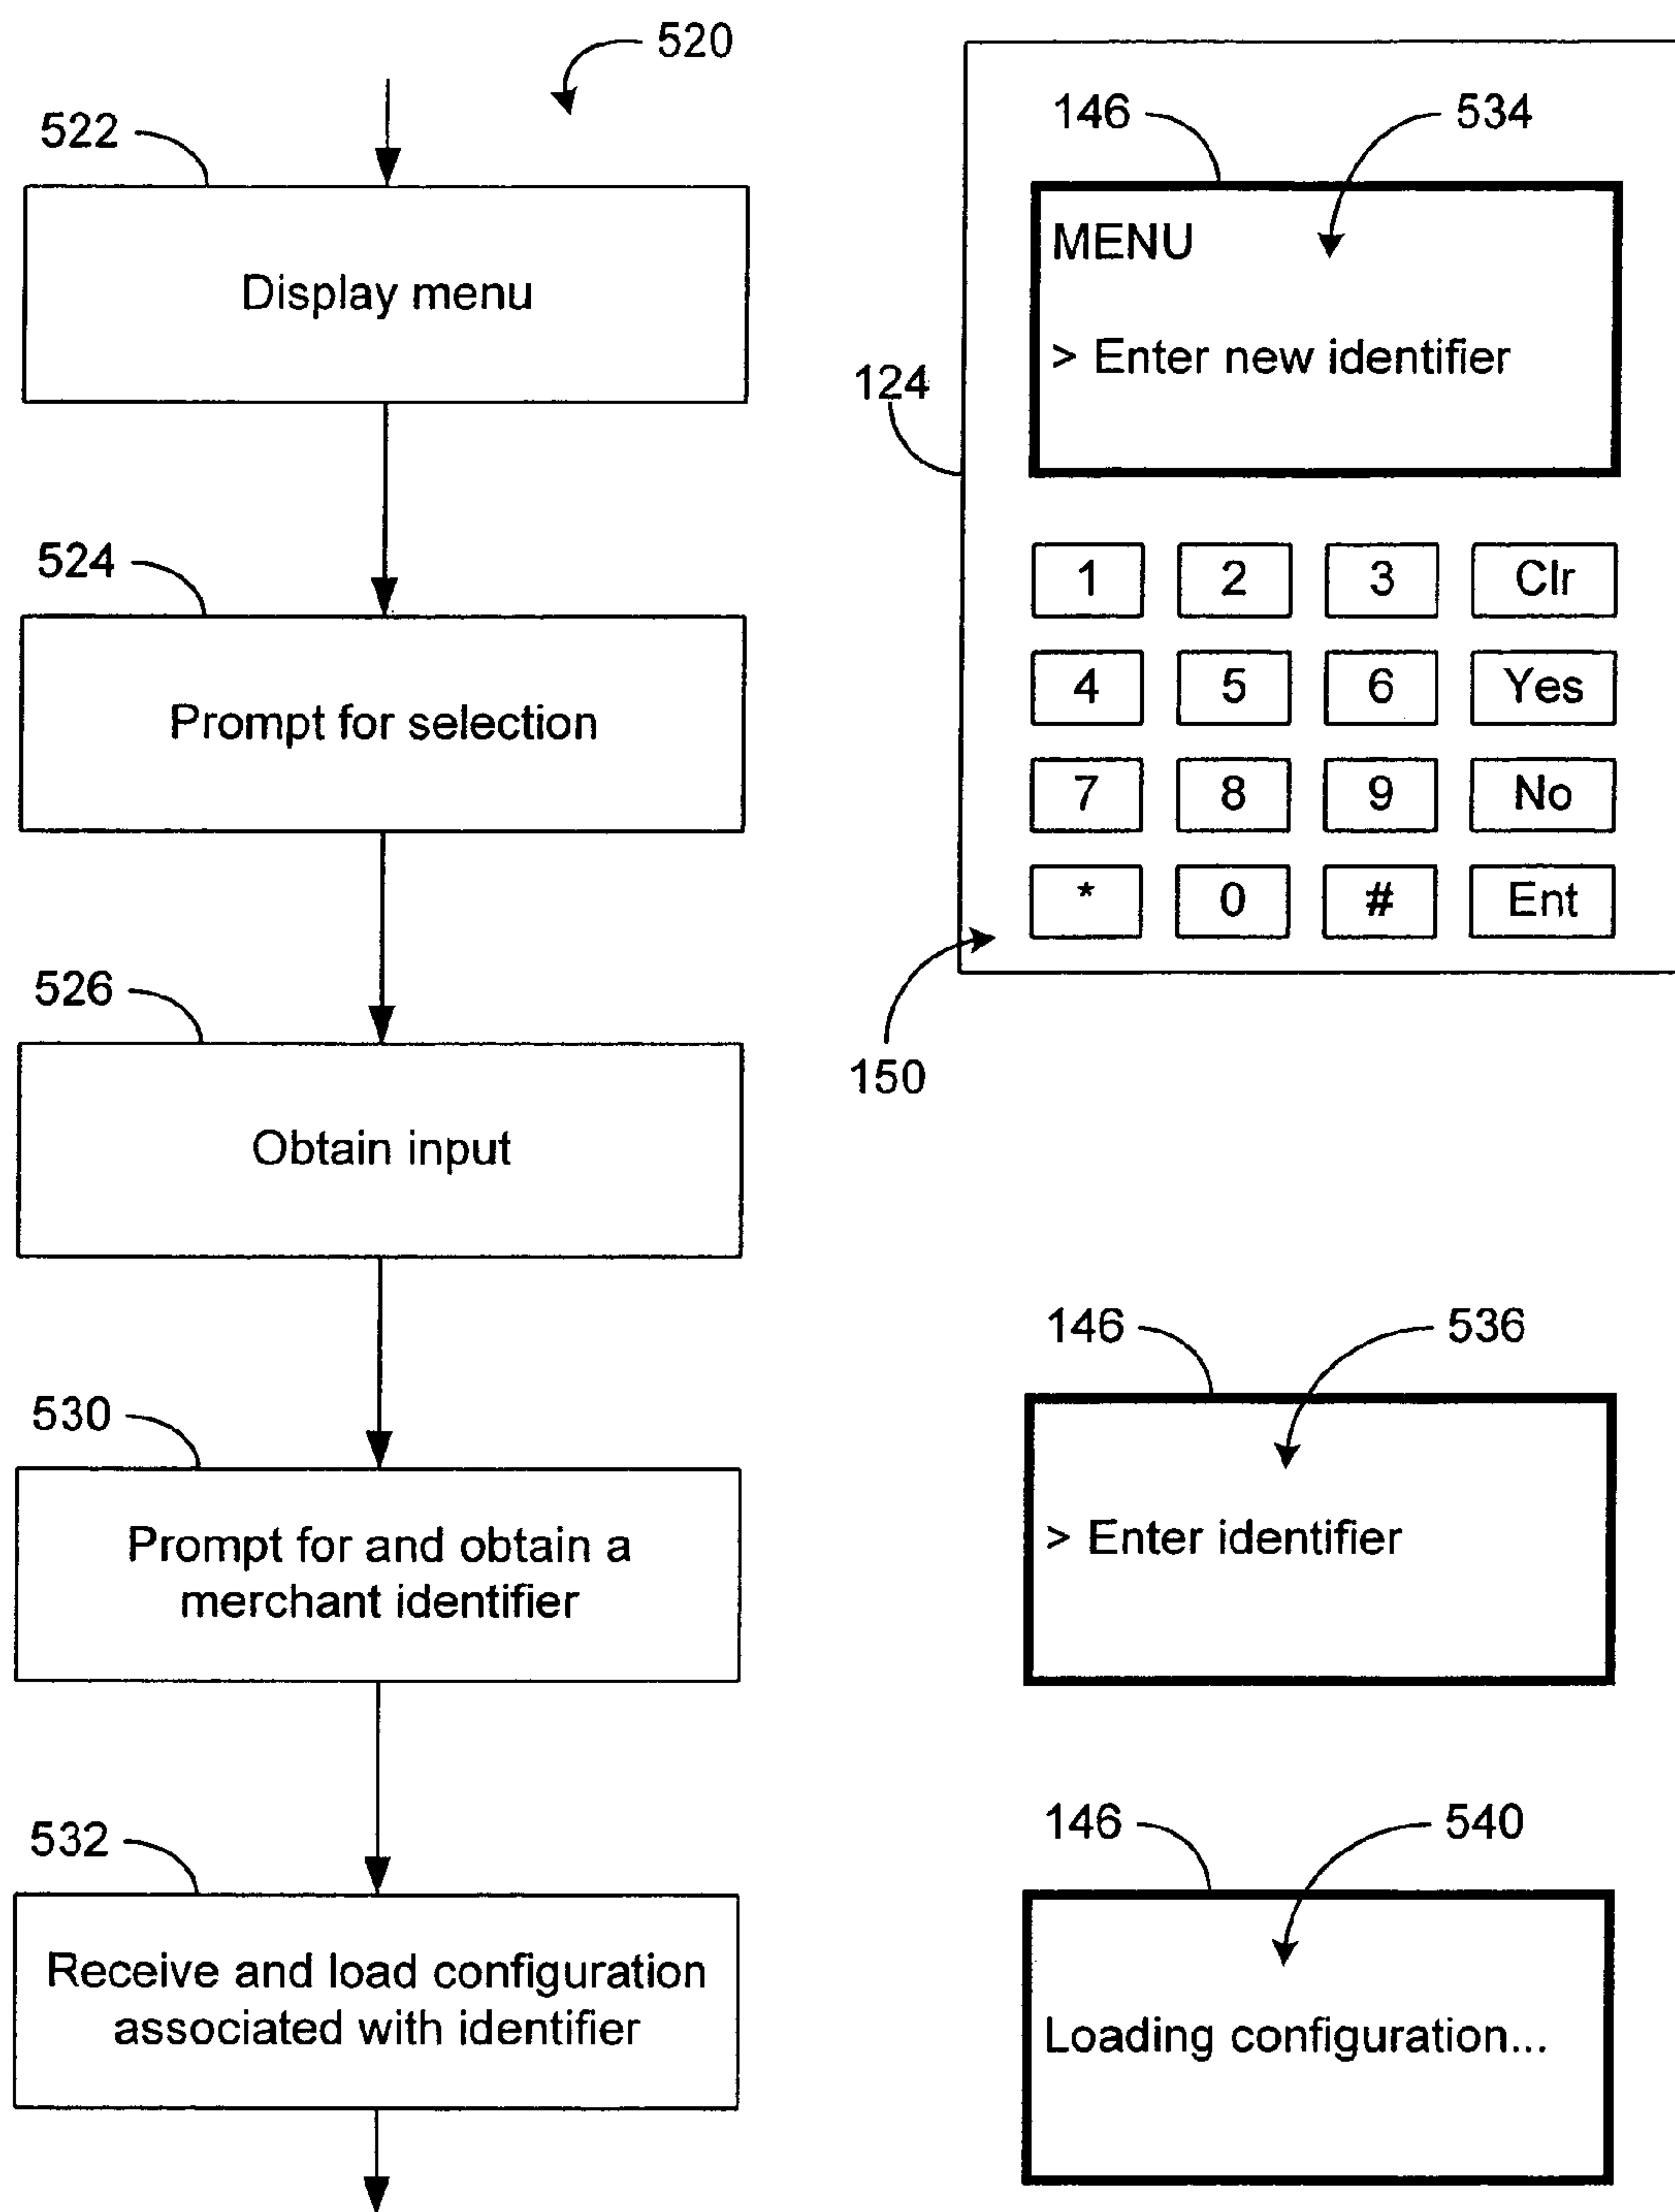 520
522
Display menu
524
Prompt for selection
526
Obtain input
530
Prompt for and obtain a
merchant identifier
532
Receive and load configuration
associated with identifier
146
534
MENU
> Enter new identifier
124
1 2 3 Clr
4 5 6 Yes
7 8 9 No
* 0 # Ent
150
146
536
> Enter identifier
146
540
Loading configuration...